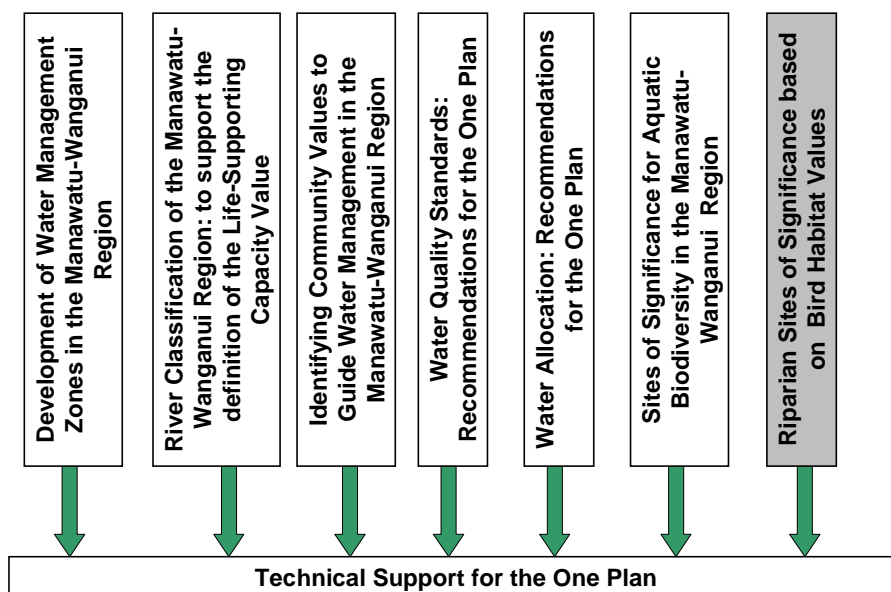 Development of Water Management
Zones in the Manawatu-Wanganui
Region
River Classification of the Manawatu-
Wanganui Region: to support the
definition of the Life-Supporting
Capacity Value
Identifying Community Values to
Guide Water Management in the
Manawatu-Wanganui Region
Water Quality Standards:
Recommendations for the One Plan
Water Allocation: Recommendations
for the One Plan
Sites of Significance for Aquatic
Biodiversity in the Manawatu-
Wanganui Region
Riparian Sites of Significance based
on Bird Habitat Values
Technical Support for the One Plan